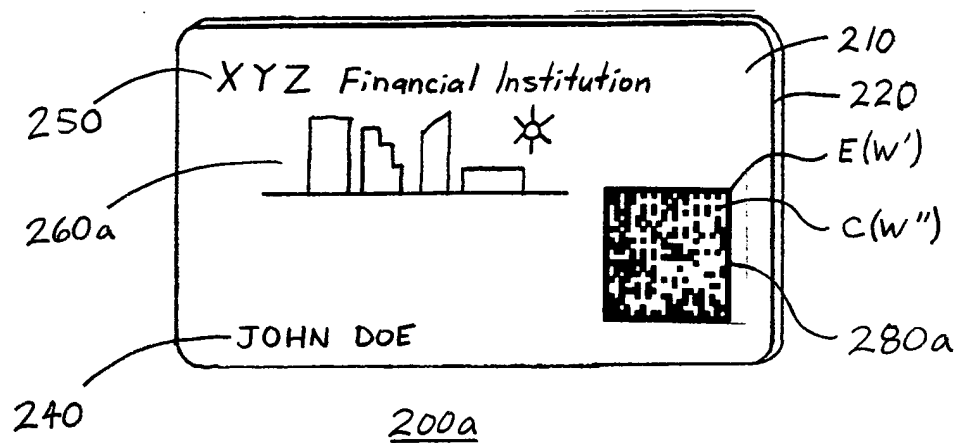 210
XYZ Financial Institution
220
250
E(W')
C(W")
260a
JOHN DOE
280a
240
200a